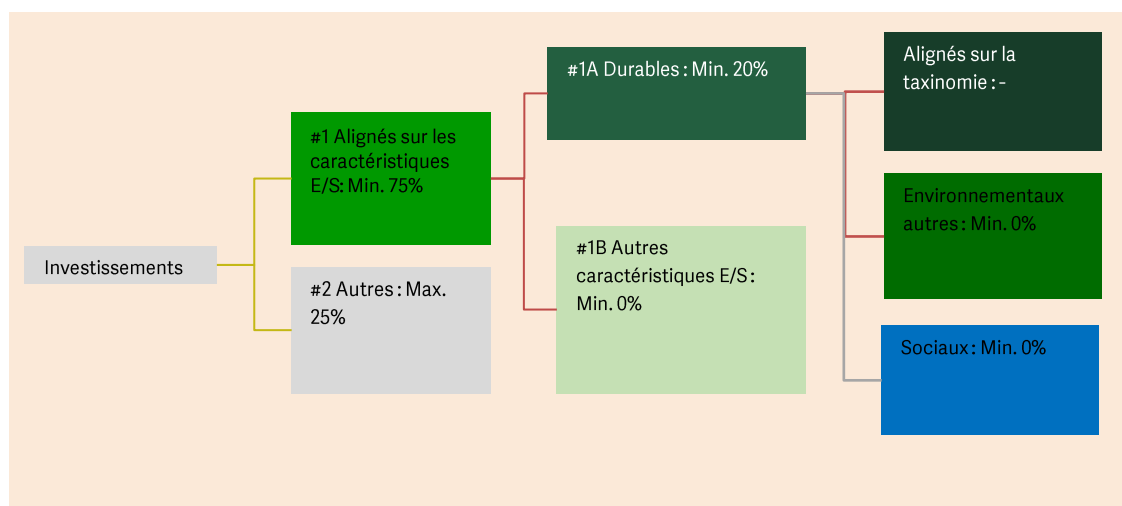 Investissements
#1 Alignés sur les
caractéristiques
E/S: Min. 75%
#2 Autres : Max.
25%
#1A Durables : Min. 20%
#1B Autres
caractéristiques E/S :
Min. 0%
Alignés sur la
taxinomie : -
Environnementaux
autres : Min. 0%
Sociaux : Min. 0%